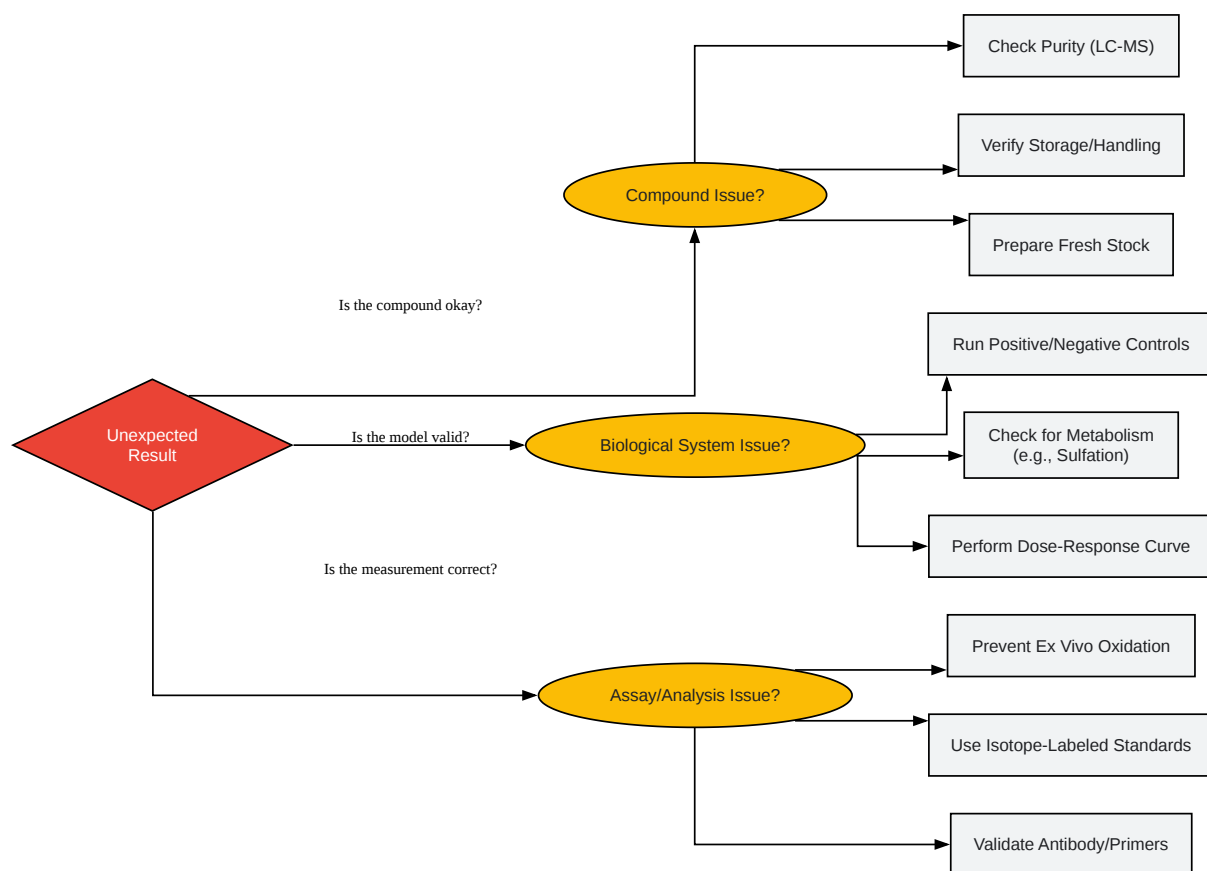 Check Purity (LC-MS)
Verify Storage/Handling
Compound Issue?
Prepare Fresh Stock
Is the compound okay?
Run Positive/Negative Controls
Unexpected
Result
Is the model valid?
Biological System Issue?
Check for Metabolism
(e.g., Sulfation)
Perform Dose-Response Curve
Is the measurement correct?
Prevent Ex Vivo Oxidation
Assay/Analysis Issue?
Use Isotope-Labeled Standards
Validate Antibody/Primers